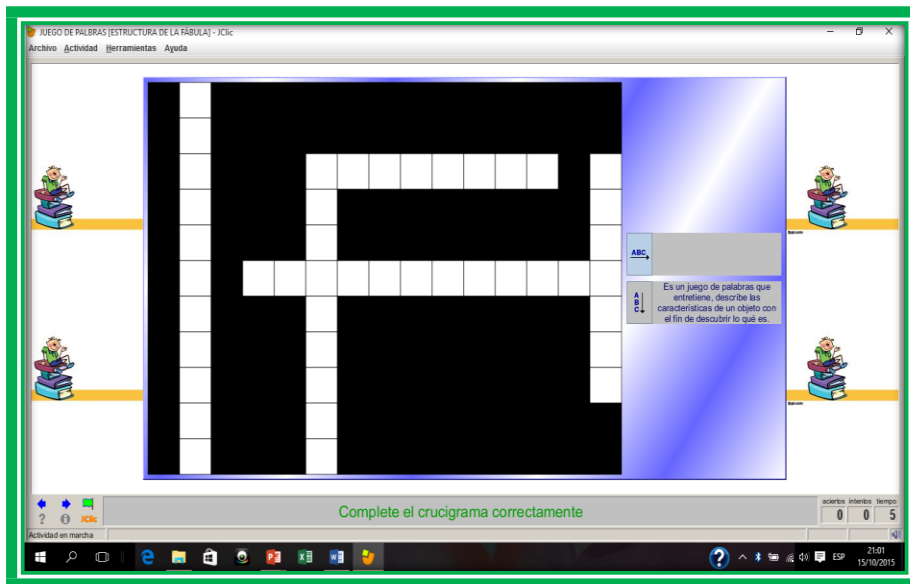 JUEGO DE PALBRAS [ESTRUCTURA DE LA FÁBULA] - JClic
Archivo Actividad Herramientas Ayuda
ABC
A
B
C
Es un juego de palabras que
entretiene, describe las
características de un objeto con
el fin de descubrir lo qué es.
Complete el crucigrama correctamente
aciertos intentos tiempo
0 0 5
JClic
Actividad en marcha
ESP
21:01
15/10/2015